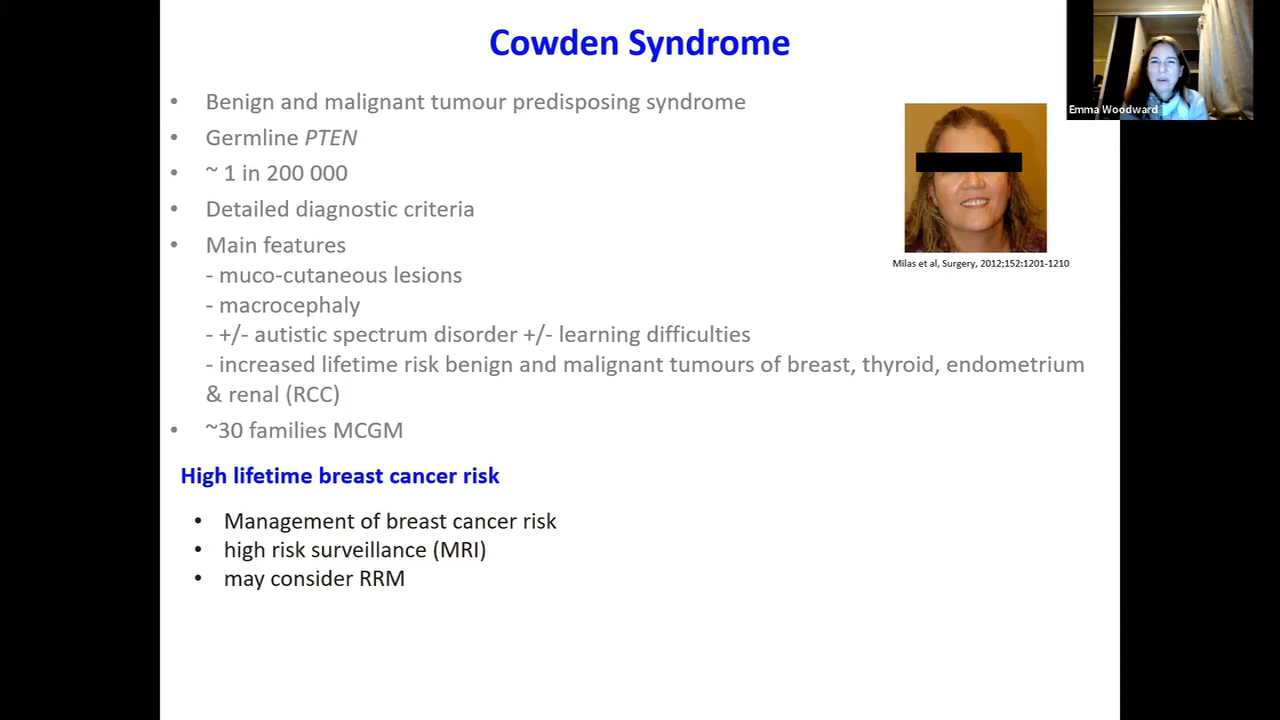 Cowden Syndrome
Emma Woodward
• Benign and malignant tumour predisposing syndrome
• Germline PTEN
• ~ 1 in 200 000
• Detailed diagnostic criteria
• Main features
- muco-cutaneous lesions
- macrocephaly
- +/- autistic spectrum disorder +/- learning difficulties
- increased lifetime risk benign and malignant tumours of breast, thyroid, endometrium
& renal (RCC)
• ~30 families MCGM
Milas et al, Surgery, 2012;152:1201-1210
High lifetime breast cancer risk
• Management of breast cancer risk
• high risk surveillance (MRI)
• may consider RRM